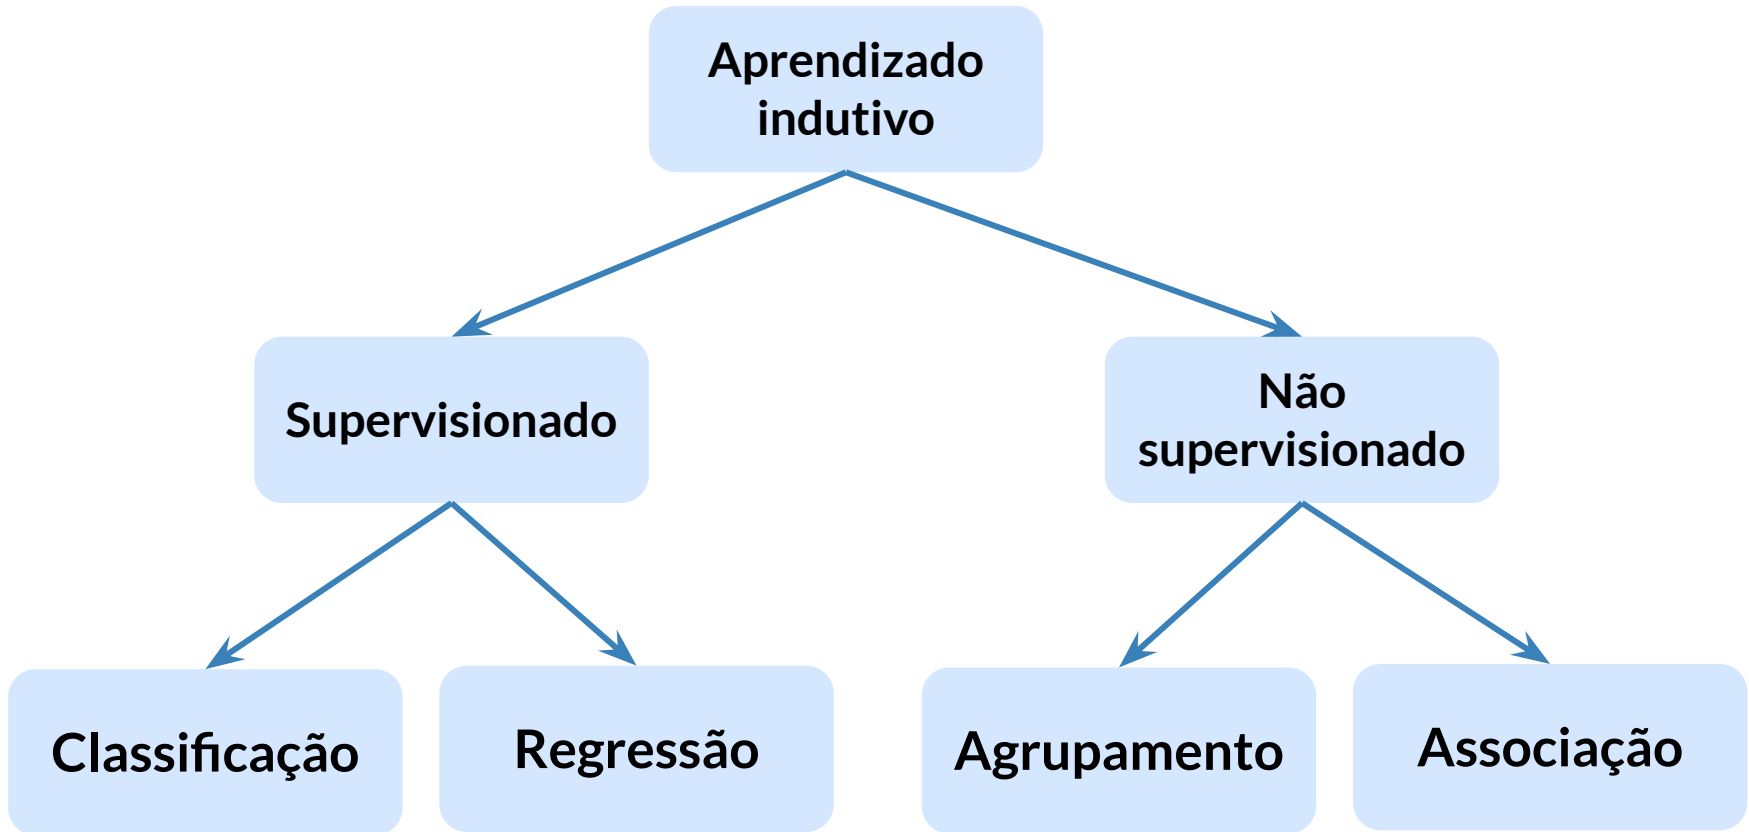 Aprendizado
indutivo
Supervisionado
Não
supervisionado
Classificação
Regressão
Agrupamento
Associação